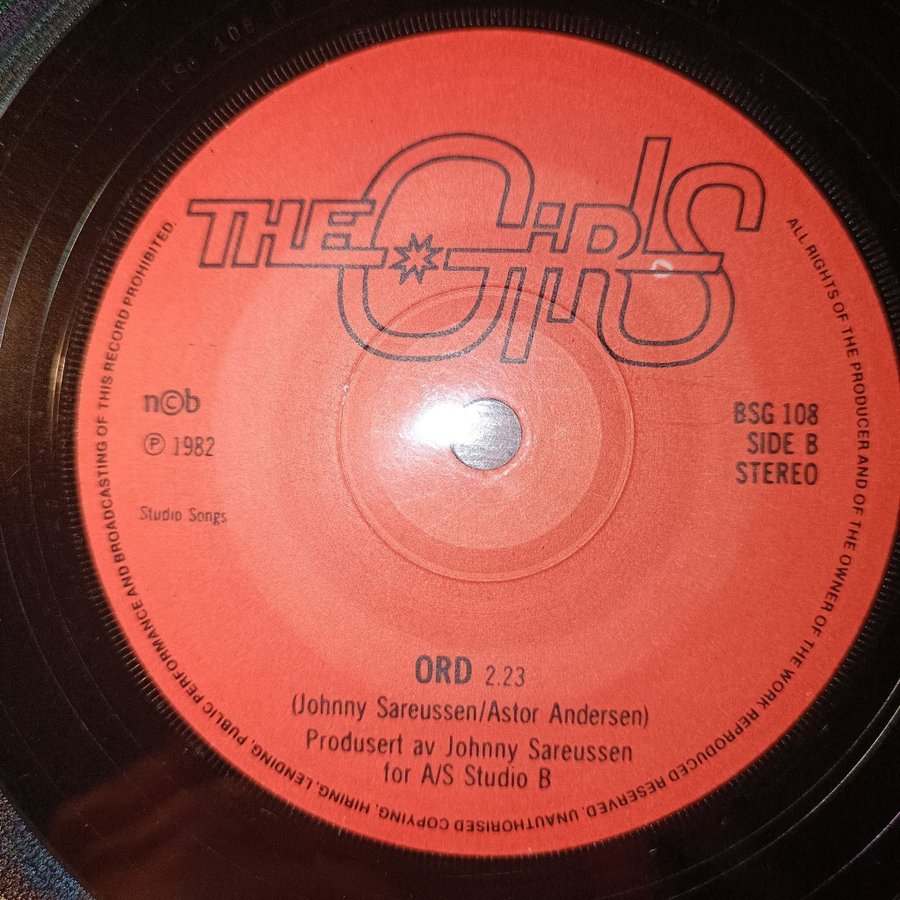 THE GiRlS
n©b
Ⓟ 1982
Studio Songs
BSG 108
SIDE B
STEREO
ORD 2.23
(Johnny Sareussen/Astor Andersen)
Produsert av Johnny Sareussen
for A/S Studio B
ALL RIGHTS OF THE PRODUCER AND OF THE OWNER OF THE WORK REPRODUCED RESERVED. UNAUTHORISED COPYING, HIRING, LENDING, PUBLIC PERFORMANCE AND BROADCASTING OF THIS RECORD PROHIBITED.